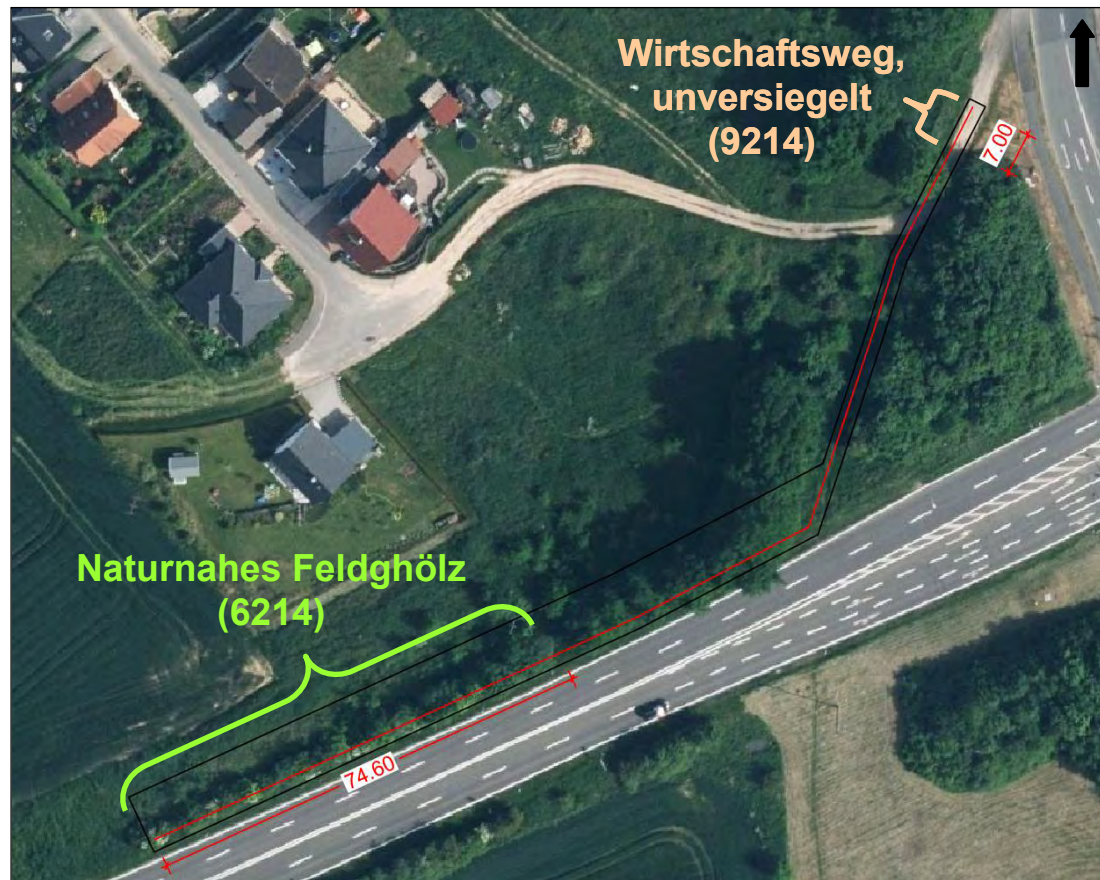 Wirtschaftsweg,
unversiegelt
(9214)
7.00
Naturnahes Feldghölz
(6214)
74.60